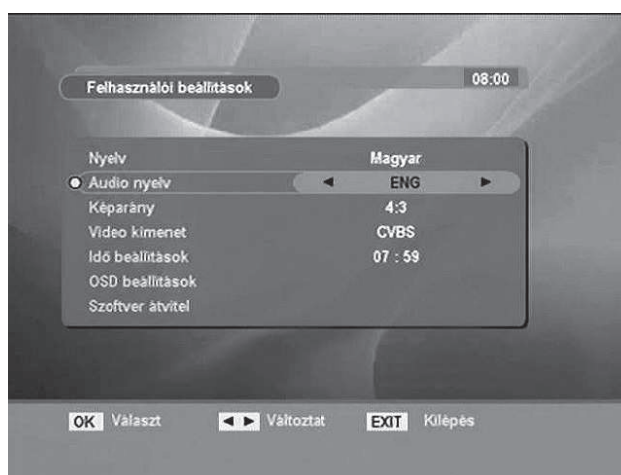 Felhasználói beállítások 08:00
Nyelv Magyar
Audio nyelv ◄ ENG ►
Képarány 4:3
Video kimenet CVBS
Idő beállítások 07 : 59
OSD beállítások
Szoftver átvitel
OK Választ ◄ ► Változtat EXIT Kilépés